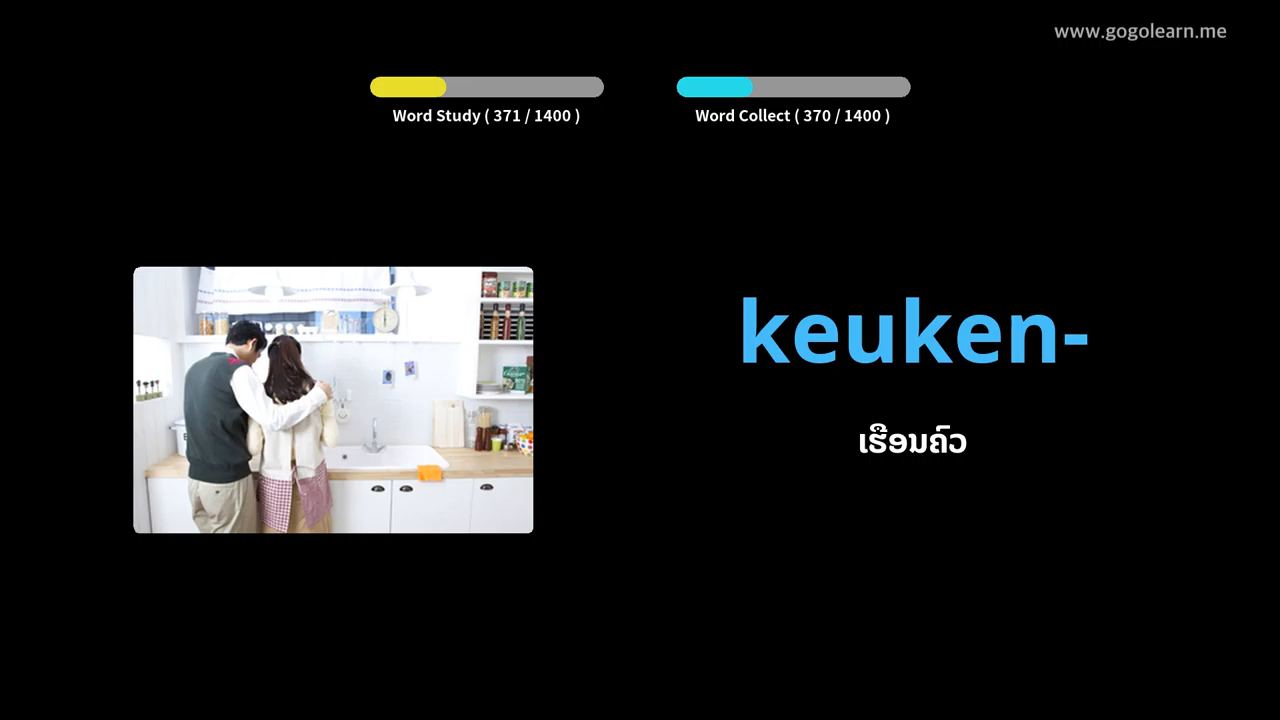 www.gogolearn.me
Word Study ( 371 / 1400 )
Word Collect ( 370 / 1400 )
keuken-
ເຮືອນຄົວ